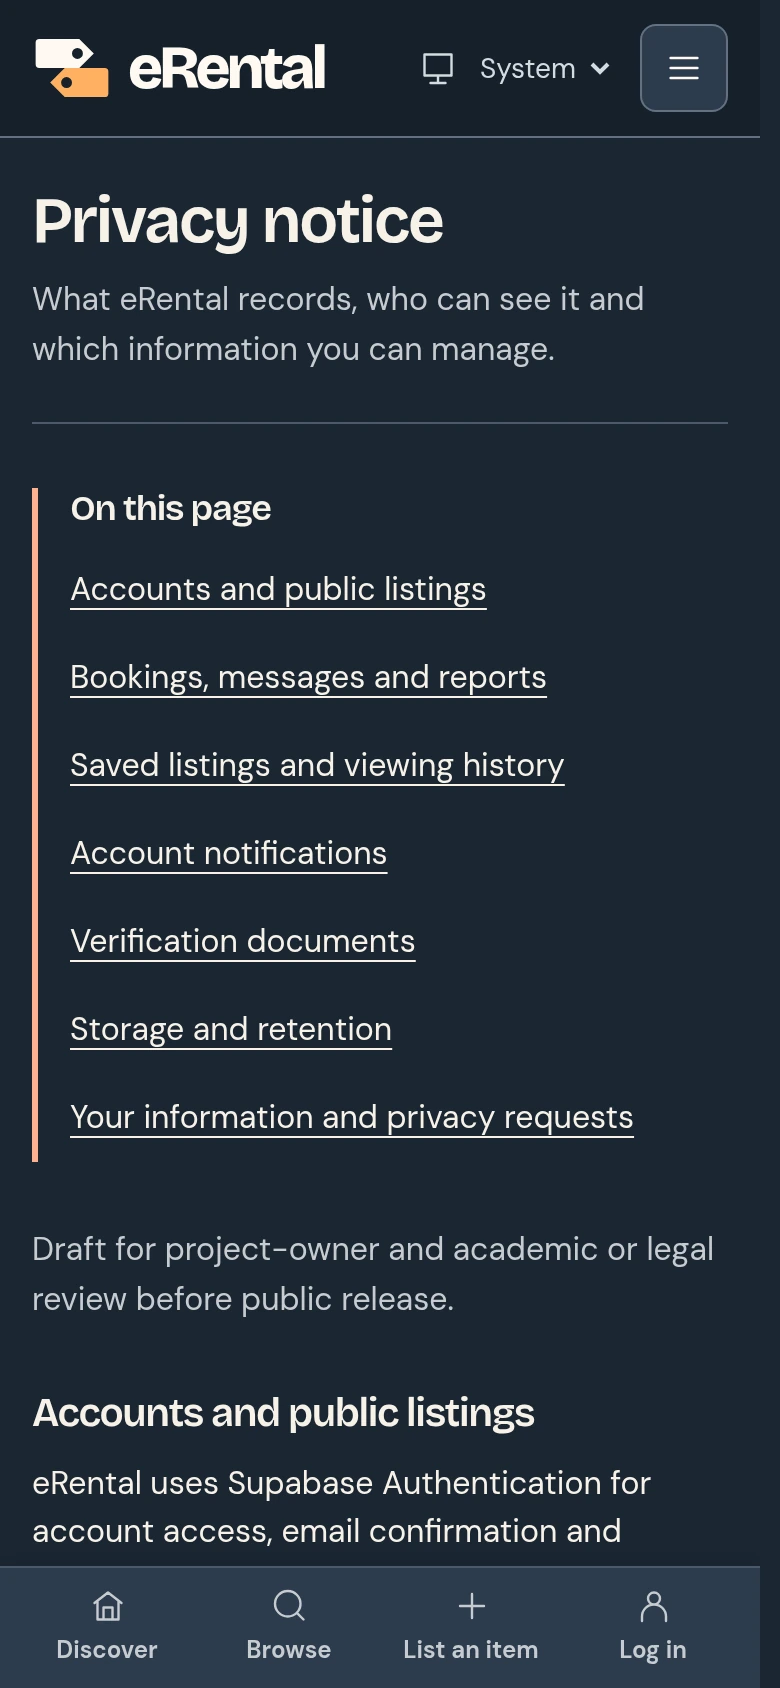 eRental
System
Privacy notice
What eRental records, who can see it and
which information you can manage.
On this page
Accounts and public listings
Bookings, messages and reports
Saved listings and viewing history
Account notifications
Verification documents
Storage and retention
Your information and privacy requests
Draft for project-owner and academic or legal
review before public release.
Accounts and public listings
eRental uses Supabase Authentication for
account access, email confirmation and
Discover
Browse
List an item
Log in